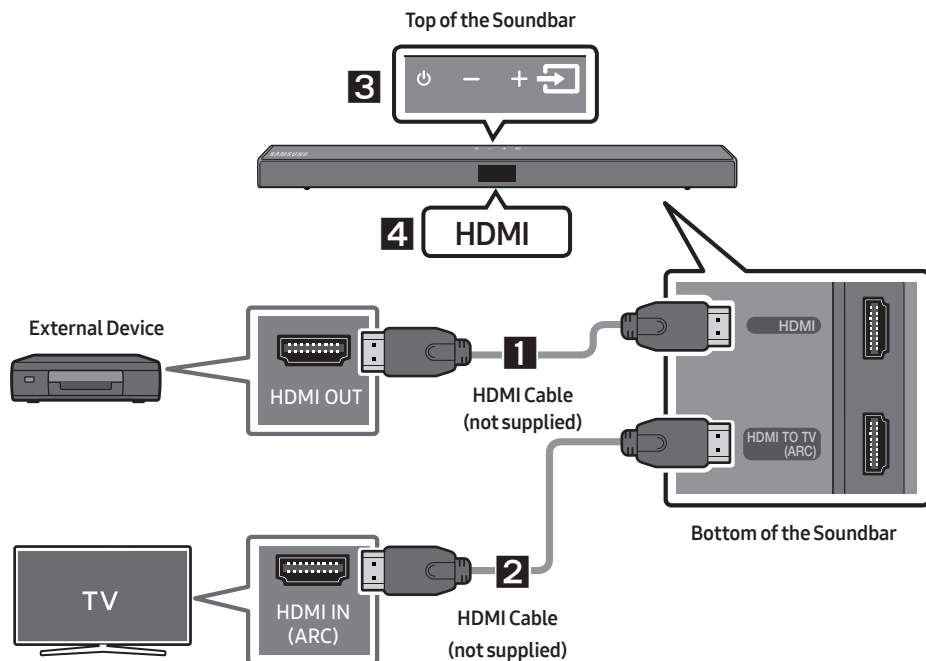 Top of the Soundbar
3
SAMSUNG
4
HDMI
External Device
HDMI OUT
1
HDMI Cable
(not supplied)
HDMI
HDMI TO TV
(ARC)
Bottom of the Soundbar
TV
HDMI IN
(ARC)
2
HDMI Cable
(not supplied)